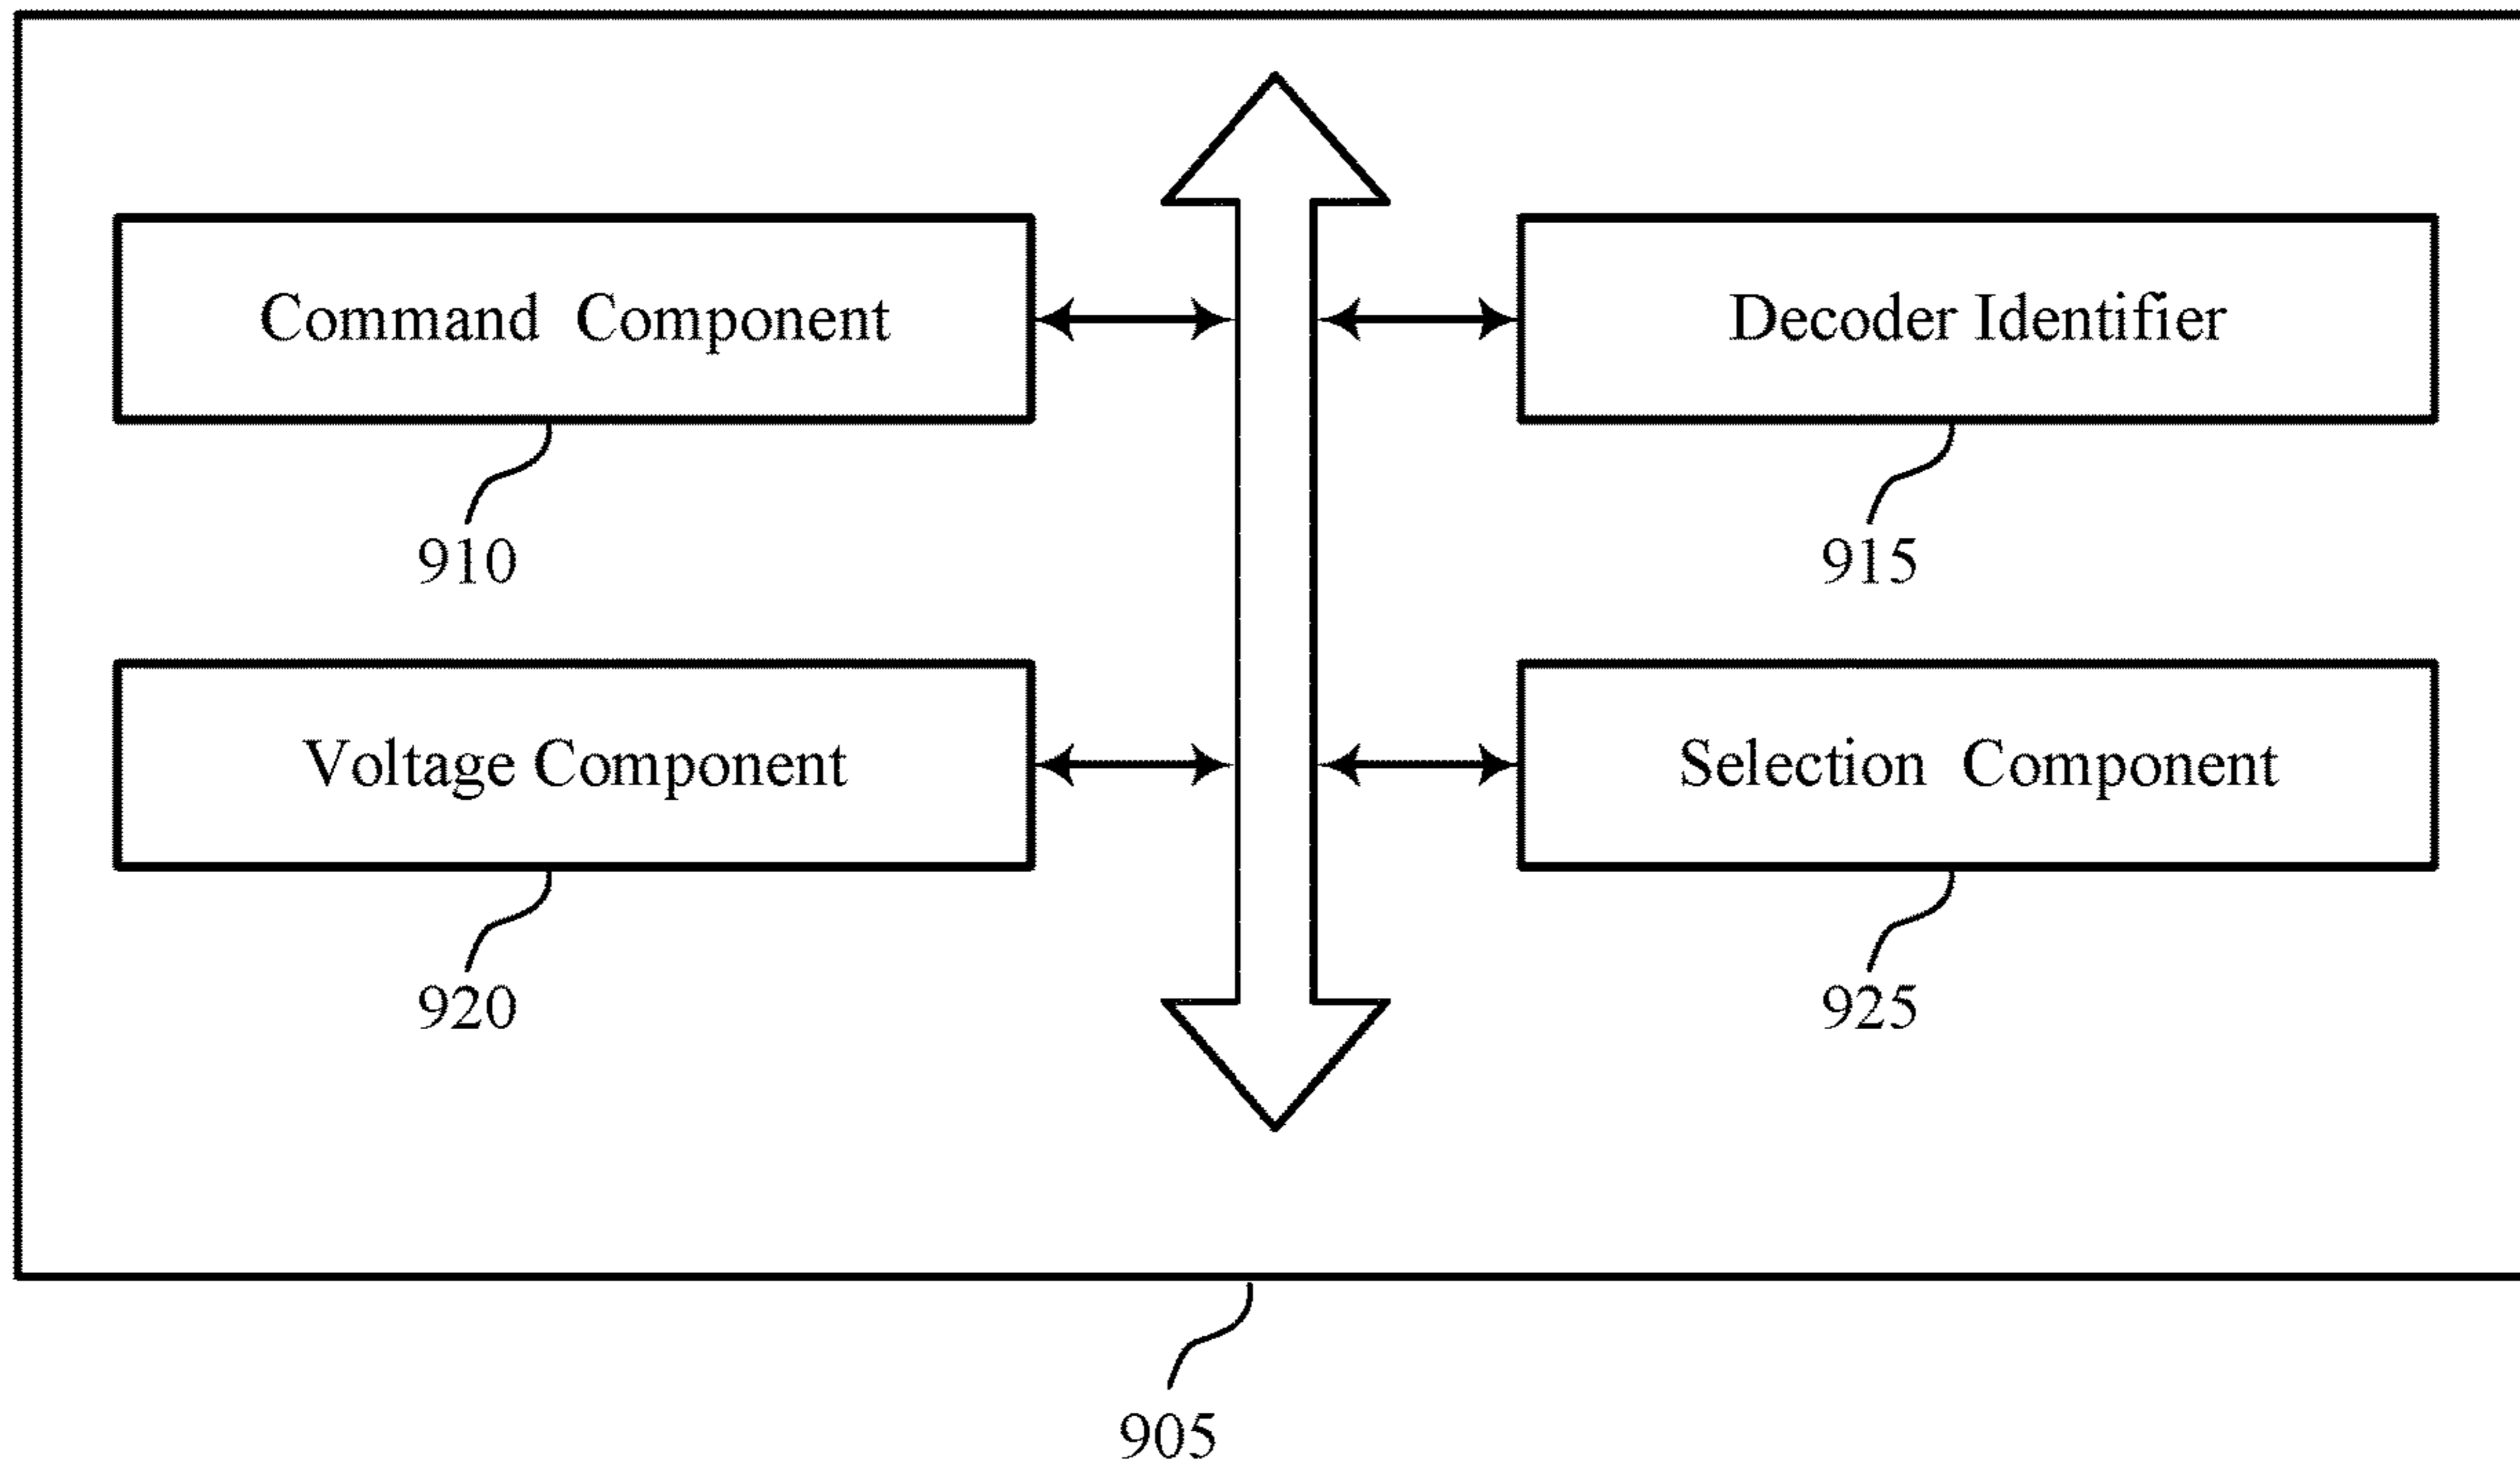 Command Component
Decoder Identifier
910
915
Voltage Component
Selection Component
920
925
905